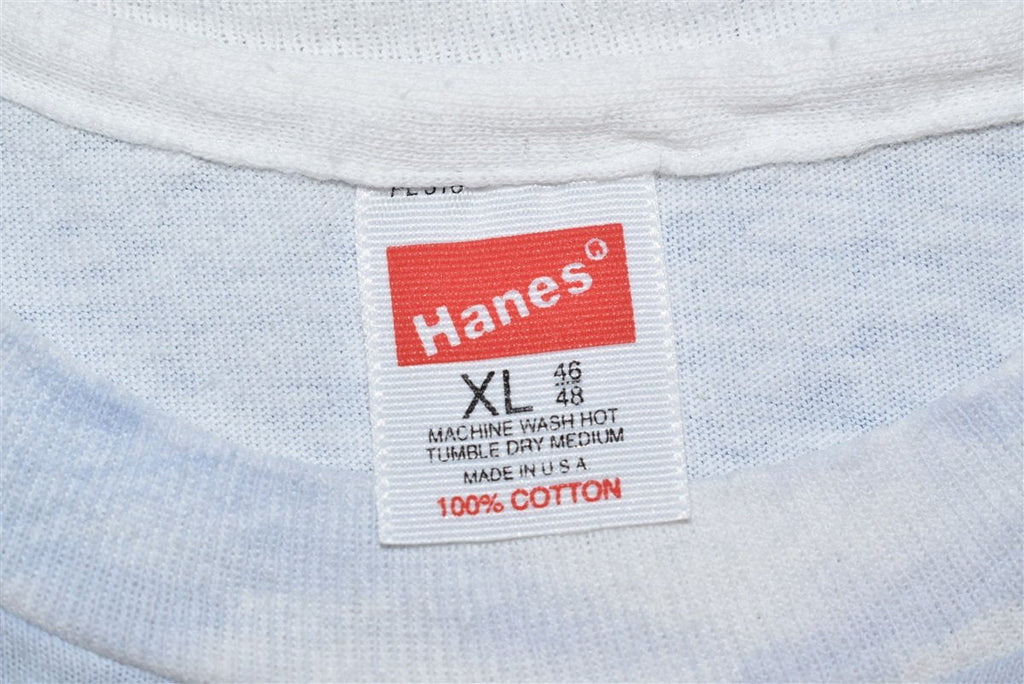 Hanes®
XL 46/48
MACHINE WASH HOT
TUMBLE DRY MEDIUM
MADE IN U S A
100% COTTON